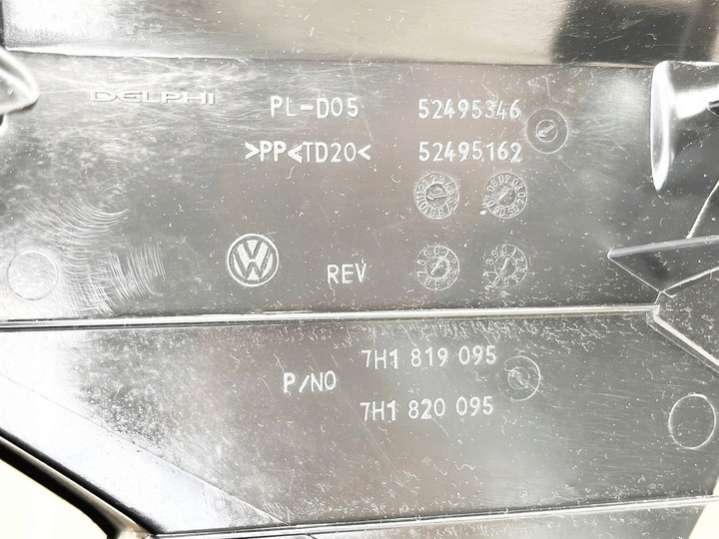 DELPHI PL-D05 52495346
>PP<TD20< 52495162
REV
7H1 819 095
P/NO
7H1 820 095